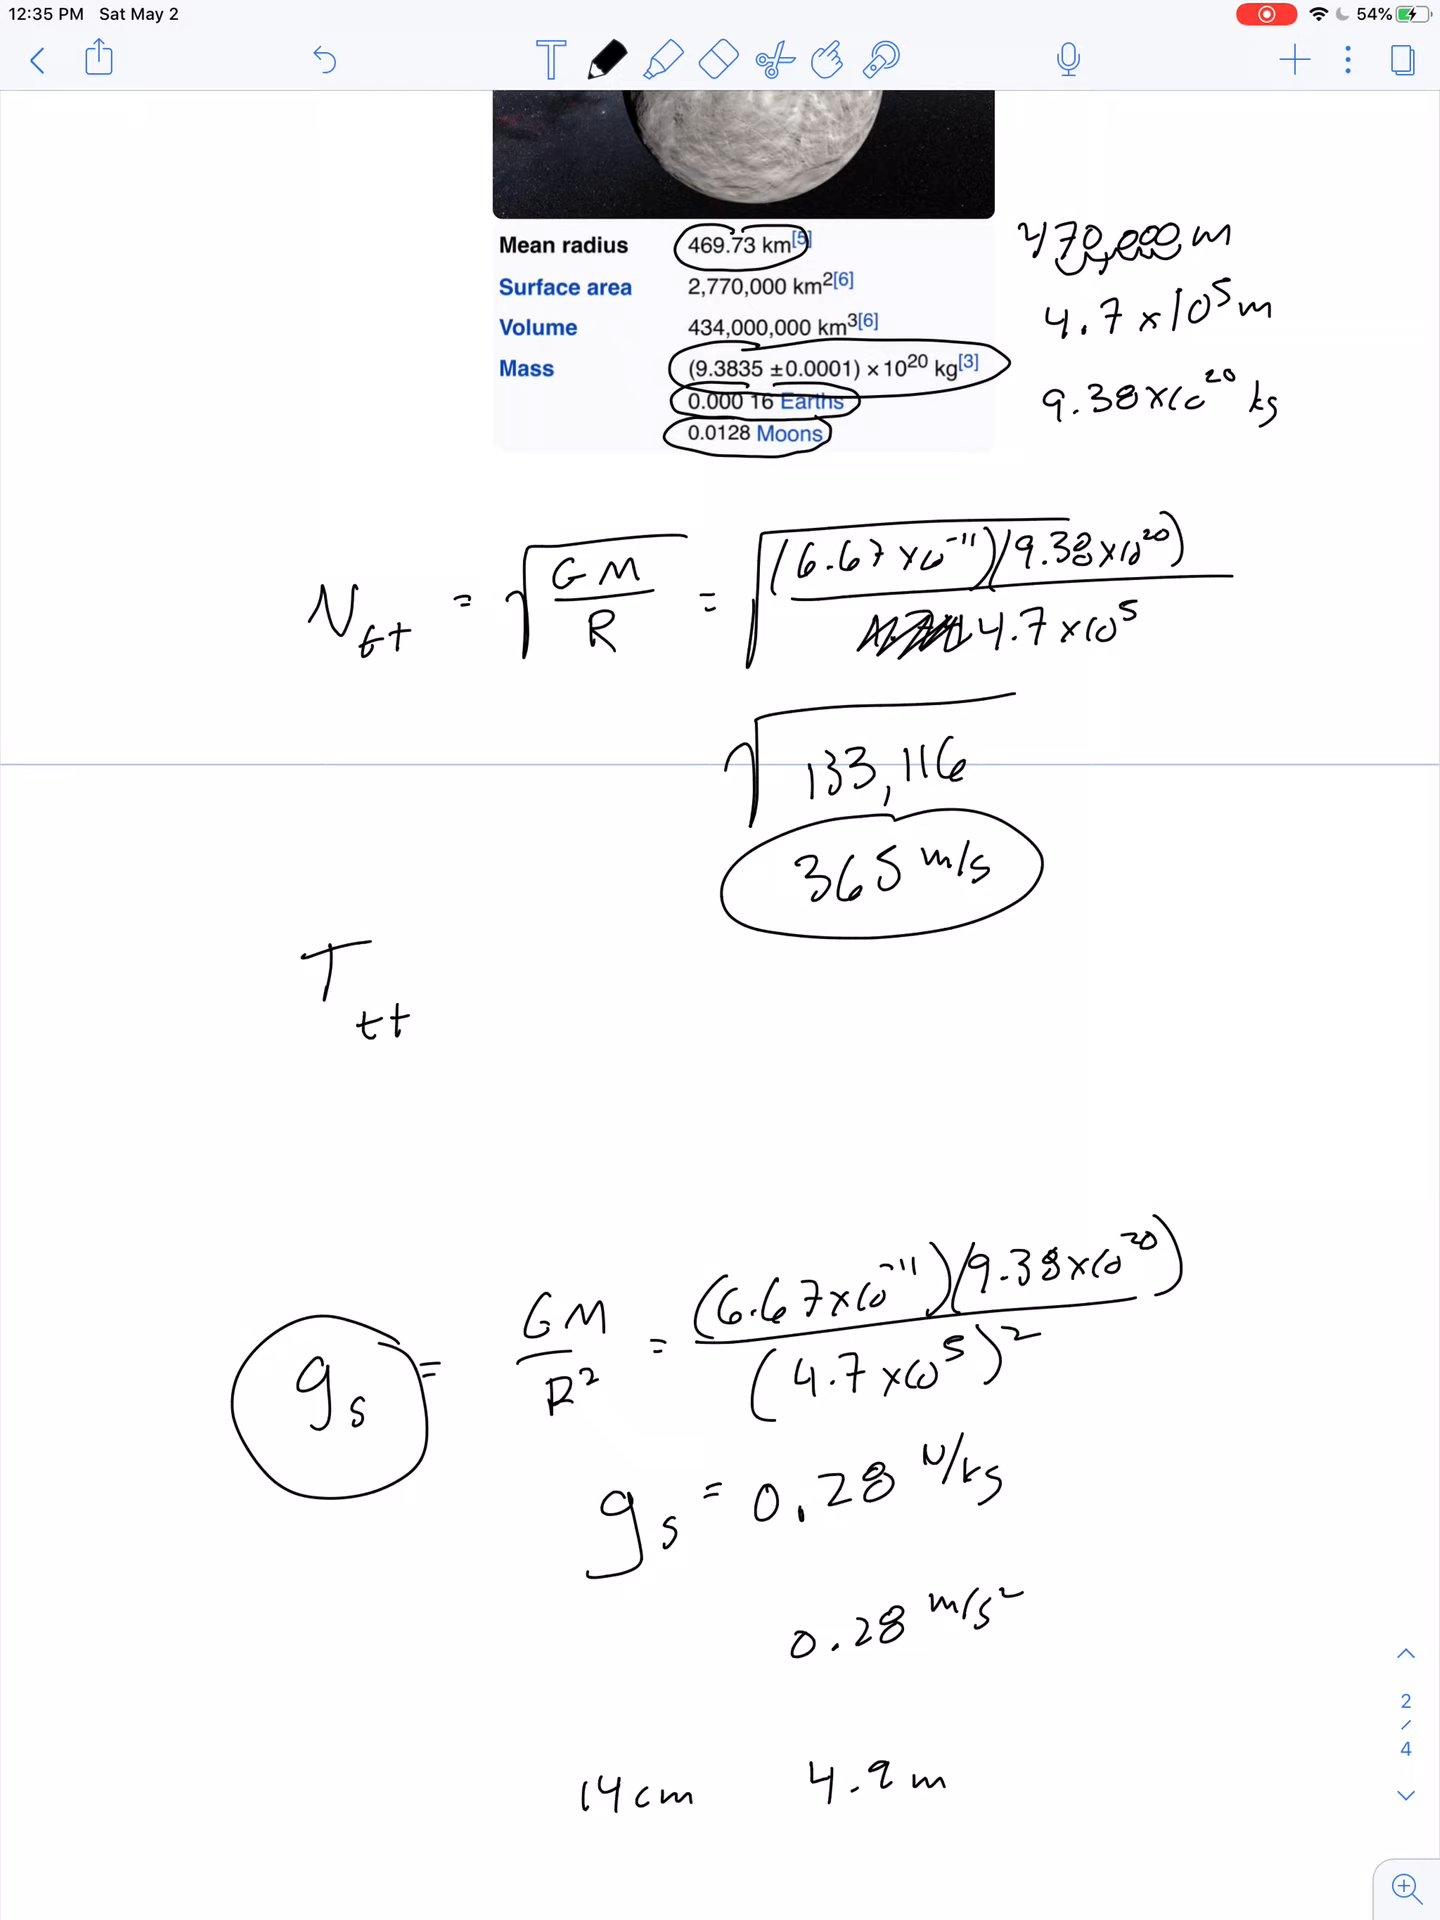 12:35 PM Sat May 2
54%
Mean radius 469.73 km[5]
470,000 m
Surface area 2,770,000 km²[6]
4.7 x 10⁵ m
Volume 434,000,000 km³[6]
Mass (9.3835 ±0.0001) × 10²⁰ kg[3]
9.38 x 10²⁰ kg
0.000 16 Earths
0.0128 Moons
v_tt = √(GM/R) = √((6.67 x 10⁻¹¹)(9.38 x 10²⁰)/4.7 x 10⁵)
√133,116
365 m/s
T_tt
g_s = GM/R² = (6.67 x 10⁻¹¹)(9.38 x 10²⁰)/(4.7 x 10⁵)²
g_s = 0.28 N/kg
0.28 m/s²
14 cm 4.9 m
2
/
4